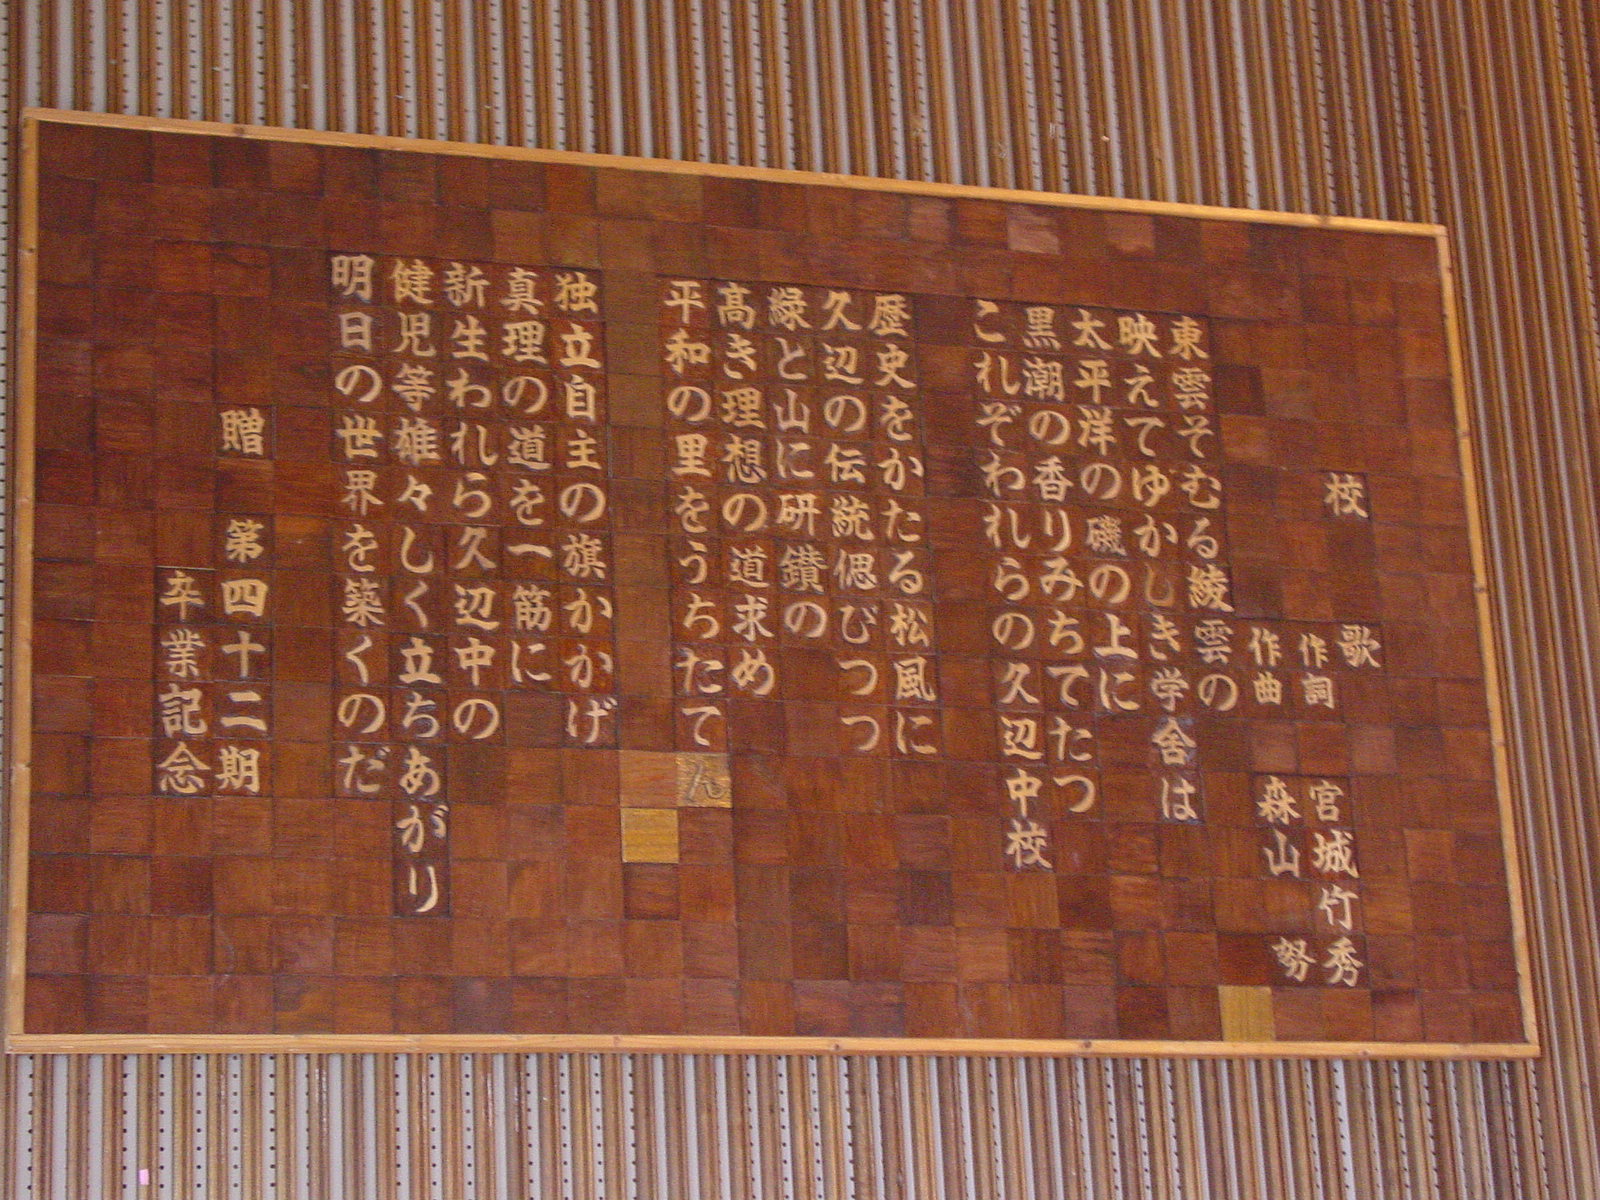 校歌
作詞 宮城竹秀
作曲 森山努
東雲そむる綾雲の
映えてゆかしき学舎は
太平洋の磯の上に
黒潮の香りみちてたつ
これぞわれらの久辺中校
歴史をかたる松風に
久辺の伝統偲びつつ
緑と山に研鑚の
高き理想の道求め
平和の里をうちたてん
独立自主の旗かかげ
真理の道を一筋に
新生われら久辺中の
健児等雄々しく立ちあがり
明日の世界を築くのだ
贈 第四十二期
卒業記念